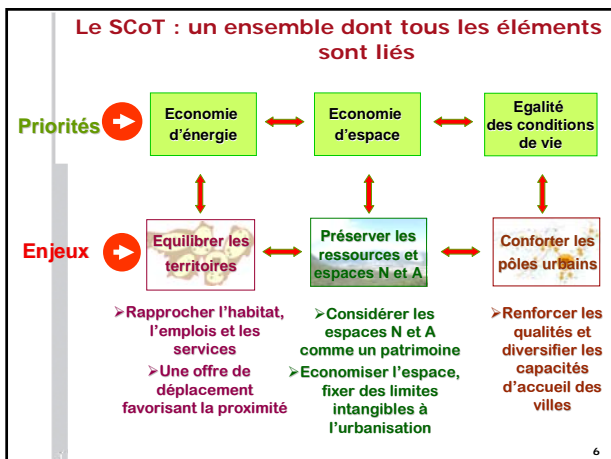 Le SCoT : un ensemble dont tous les éléments
sont liés
Priorités
Economie
d'énergie
Economie
d'espace
Egalité
des conditions
de vie
Enjeux
Equilibrer les
territoires
Préserver les
ressources et
espaces N et A
Conforter les
pôles urbains
➢Rapprocher l'habitat,
l'emplois et les
services
➢Une offre de
déplacement
favorisant la proximité
➢Considérer les
espaces N et A
comme un patrimoine
➢Economiser l'espace,
fixer des limites
intangibles à
l'urbanisation
➢Renforcer les
qualités et
diversifier les
capacités
d'accueil des
villes
6